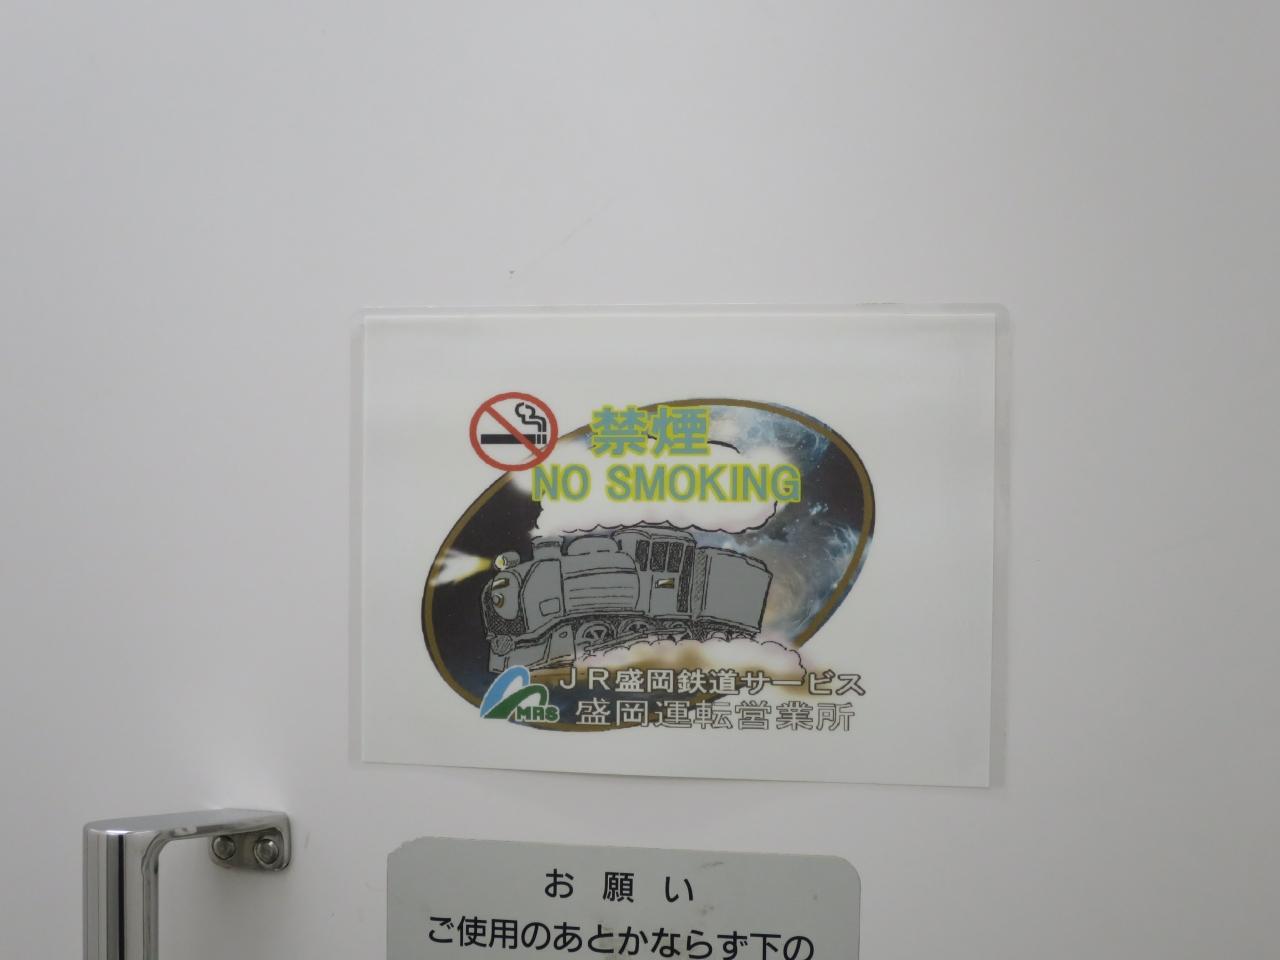 禁煙
NO SMOKING
JR盛岡鉄道サービス
MRS 盛岡運転営業所
お願い
ご使用のあとかならず下の